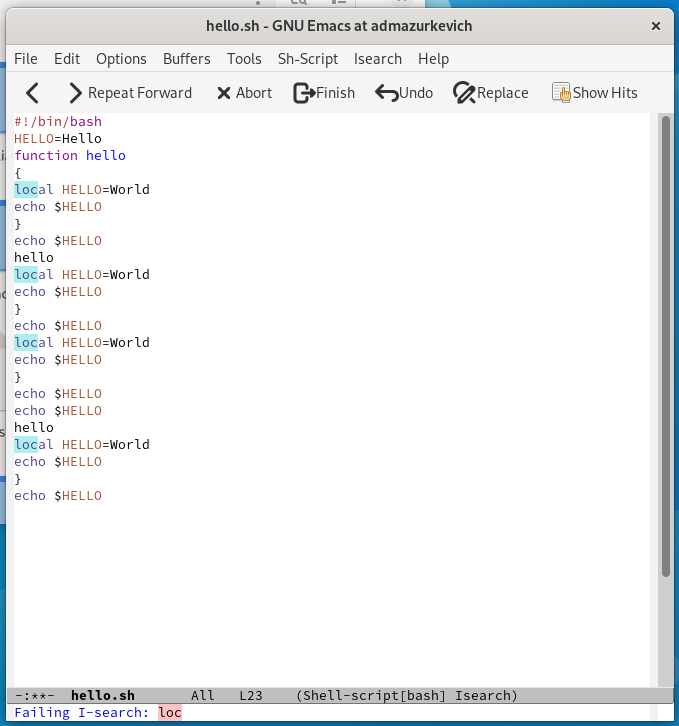 hello.sh - GNU Emacs at admazurkevich
File Edit Options Buffers Tools Sh-Script Isearch Help
Repeat Forward Abort Finish Undo Replace Show Hits
#!/bin/bash
HELLO=Hello
function hello
{
local HELLO=World
echo $HELLO
}
echo $HELLO
hello
local HELLO=World
echo $HELLO
}
echo $HELLO
local HELLO=World
echo $HELLO
}
echo $HELLO
echo $HELLO
hello
local HELLO=World
echo $HELLO
}
echo $HELLO
-:**- hello.sh All L23 (Shell-script[bash] Isearch)
Failing I-search: loc